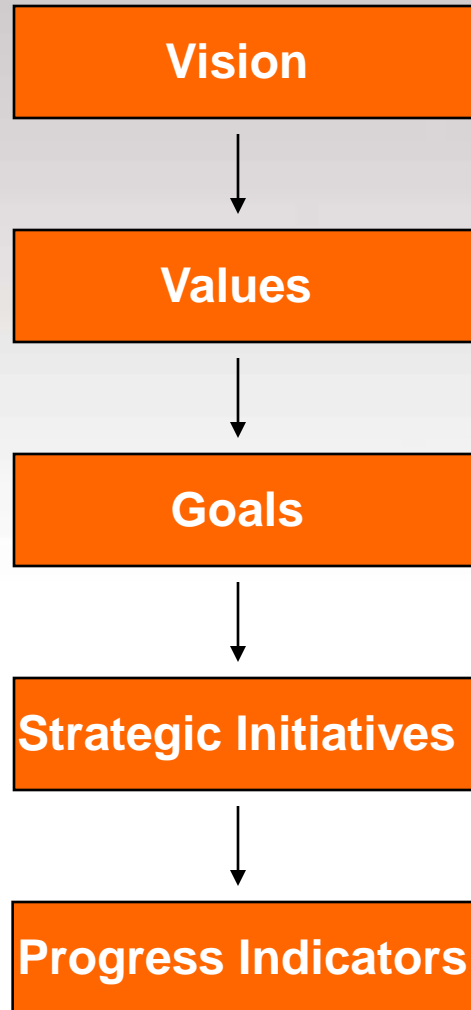 Vision
Values
Goals
Strategic Initiatives
Progress Indicators